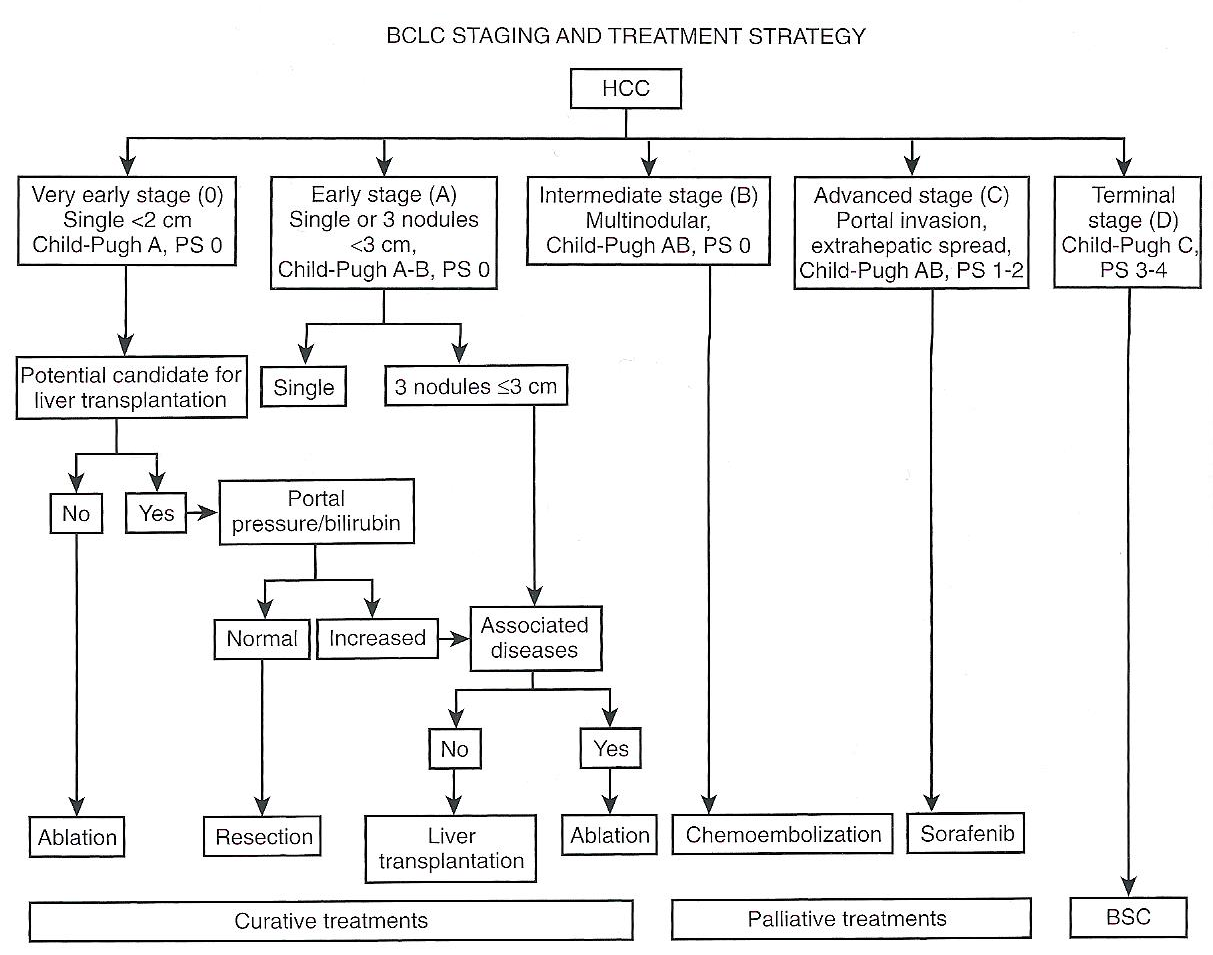 BCLC STAGING AND TREATMENT STRATEGY
HCC
Very early stage (0)
Single <2 cm
Child-Pugh A, PS 0
Early stage (A)
Single or 3 nodules
<3 cm,
Child-Pugh A-B, PS 0
Intermediate stage (B)
Multinodular,
Child-Pugh AB, PS 0
Advanced stage (C)
Portal invasion,
extrahepatic spread,
Child-Pugh AB, PS 1-2
Terminal
stage (D)
Child-Pugh C,
PS 3-4
Potential candidate for
liver transplantation
Single
3 nodules ≤3 cm
No
Yes
Portal
pressure/bilirubin
Normal
Increased
Associated
diseases
No
Yes
Ablation
Resection
Liver
transplantation
Ablation
Chemoembolization
Sorafenib
Curative treatments
Palliative treatments
BSC